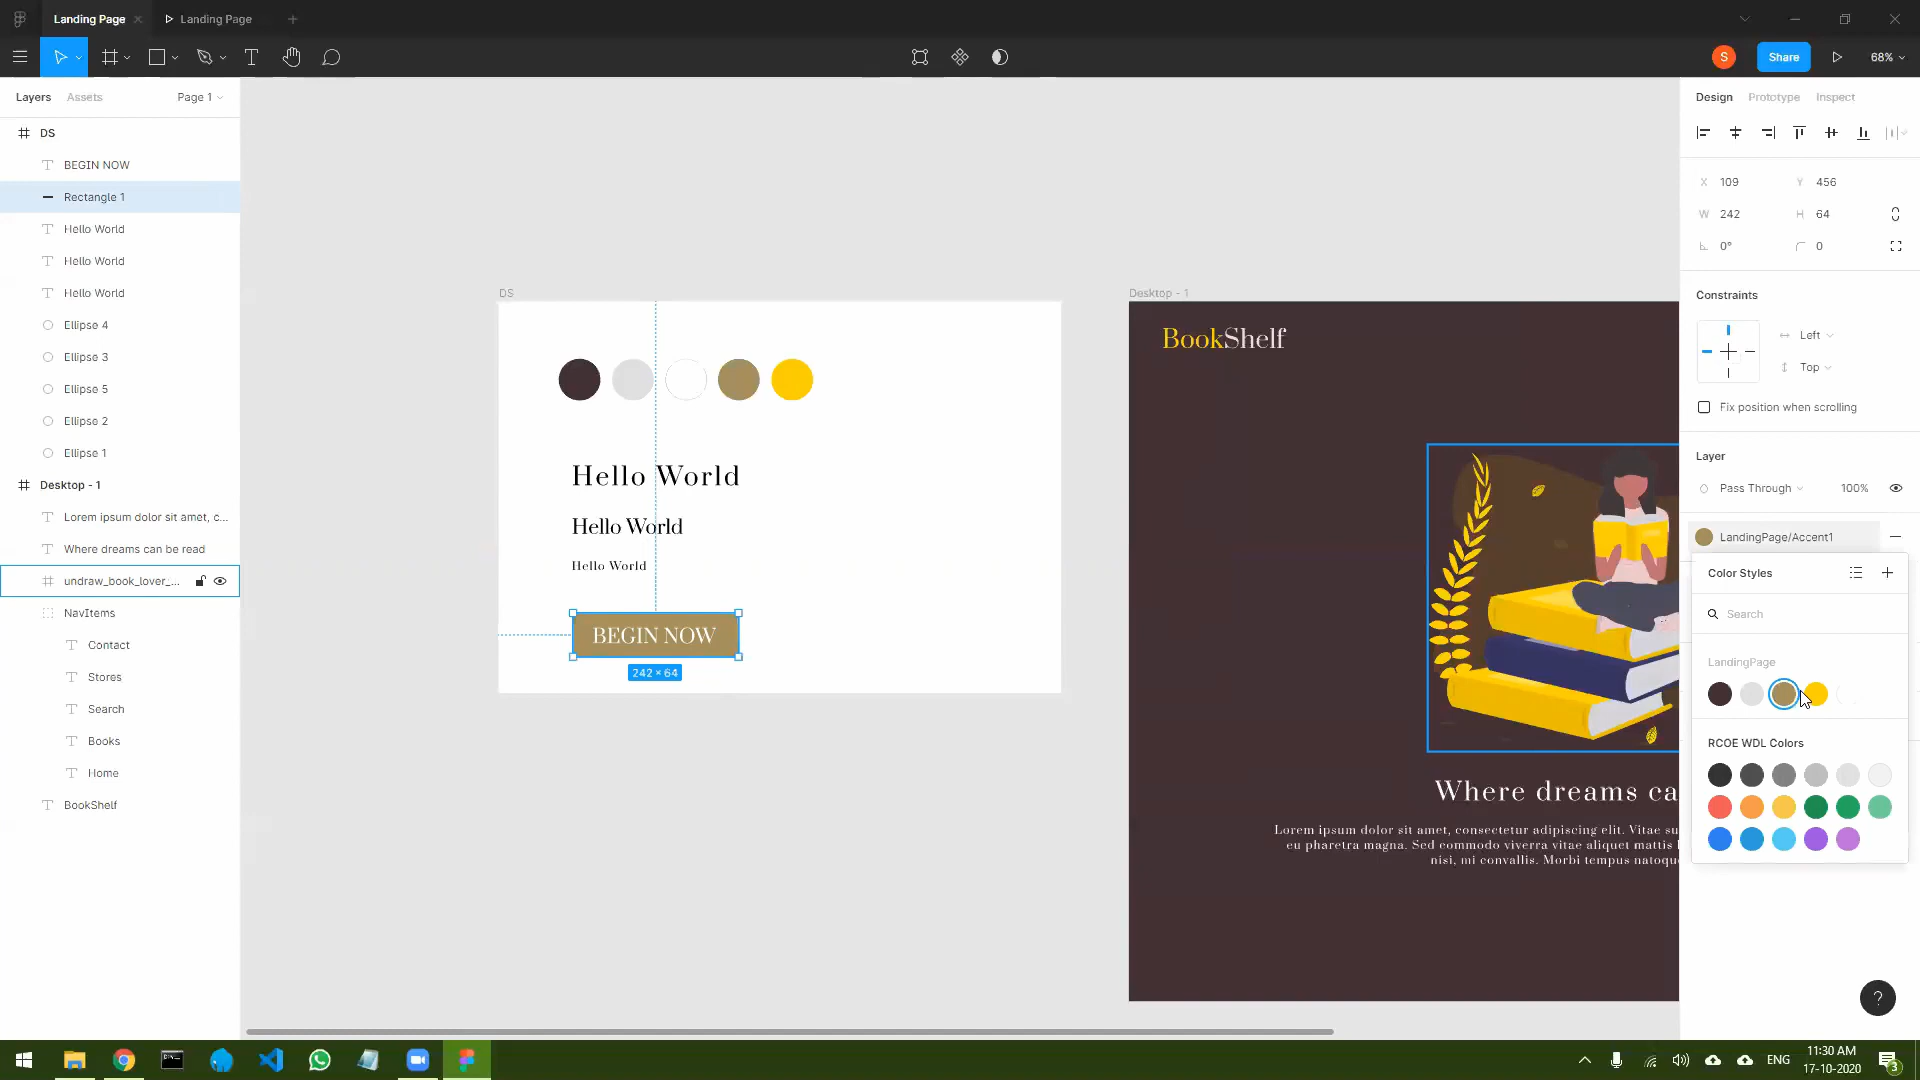 Landing Page
Landing Page
S
Share
68%
Layers
Assets
Page 1
DS
BEGIN NOW
Rectangle 1
Hello World
Hello World
Hello World
Ellipse 4
Ellipse 3
Ellipse 5
Ellipse 2
Ellipse 1
Desktop - 1
Lorem ipsum dolor sit amet, c...
Where dreams can be read
undraw_book_lover_...
NavItems
Contact
Stores
Search
Books
Home
BookShelf
DS
Hello World
Hello World
Hello World
BEGIN NOW
242 × 64
Desktop - 1
BookShelf
Where dreams ca
Lorem ipsum dolor sit amet, consectetur adipiscing elit. Vitae su
eu pharetra magna. Sed commodo viverra vitae aliquet mattis
nisi, mi convallis. Morbi tempus natoqu
Design
Prototype
Inspect
X 109 Y 456
W 242 H 64
0° 0
Constraints
Left
Top
Fix position when scrolling
Layer
Pass Through 100%
LandingPage/Accent1
Color Styles
Search
LandingPage
RCOE WDL Colors
?
ENG
11:30 AM
17-10-2020
3